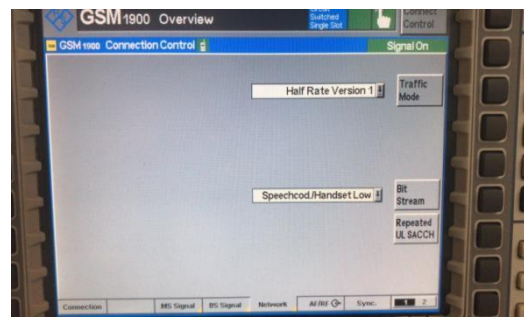 GSM 1900 Overview
Circuit
Switched
Single Slot
Connect
Control
GSM 1900 Connection Control
Signal On
Half Rate Version 1
Traffic
Mode
Speechcod./Handset Low
Bit
Stream
Repeated
UL SACCH
Connection
MS Signal
BS Signal
Network
AF/RF
Sync.
1 2